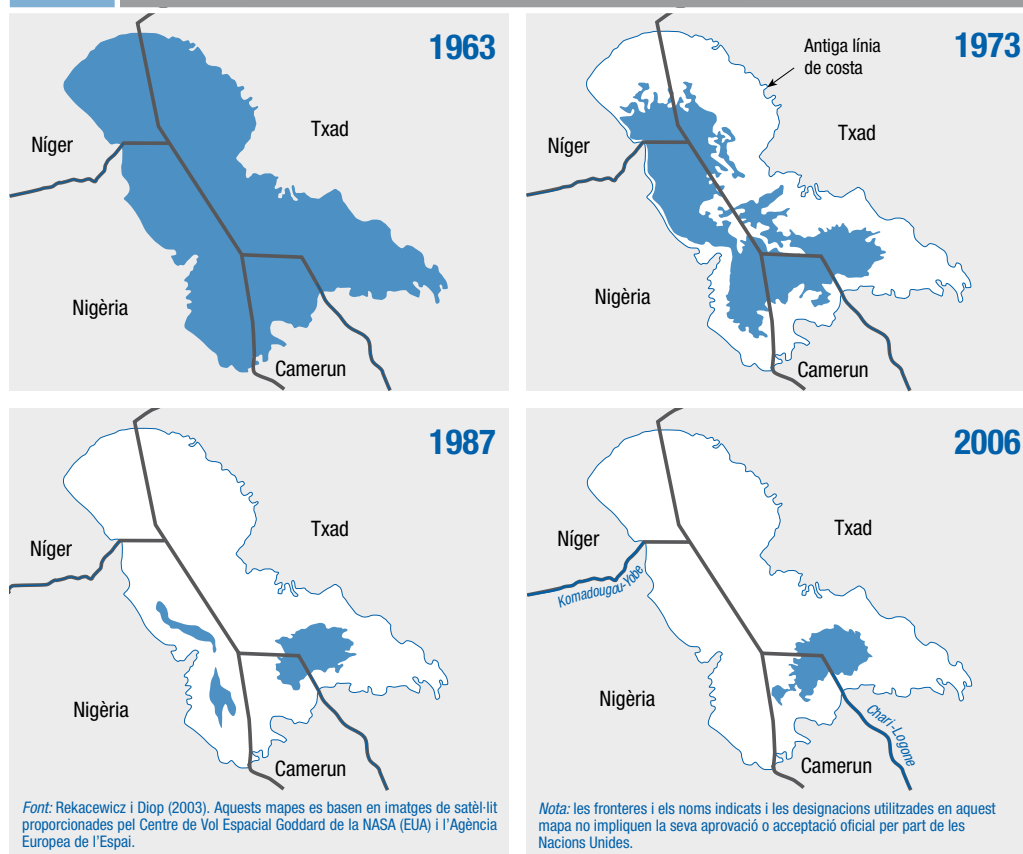 1963
Níger
Txad
Nigèria
Camerun
1973
Antiga línia
de costa
Níger
Txad
Nigèria
Camerun
1987
Níger
Txad
Nigèria
Camerun
Font: Rekacewicz i Diop (2003). Aquests mapes es basen en imatges de satèl·lit
proporcionades pel Centre de Vol Espacial Goddard de la NASA (EUA) i l’Agència
Europea de l’Espai.
2006
Níger
Txad
Komadougou-Yobe
Nigèria
Chari-Logone
Camerun
Nota: les fronteres i els noms indicats i les designacions utilitzades en aquest
mapa no impliquen la seva aprovació o acceptació oficial per part de les
Nacions Unides.